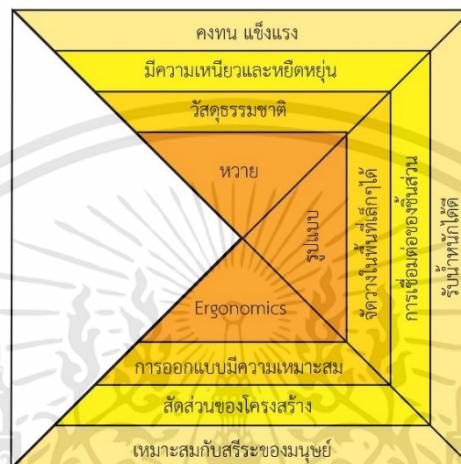 คงทน แข็งแรง
มีความเหนียวและหยืดหยุ่น
วัสดุธรรมชาติ
หวาย
รูปแบบ
จัดวางในพื้นที่เล็กๆได้
การเชื่อมต่อของชิ้นส่วน
รับน้ำหนักได้ดี
Ergonomics
การออกแบบมีความเหมาะสม
สัดส่วนของโครงสร้าง
เหมาะสมกับสรีระของมนุษย์